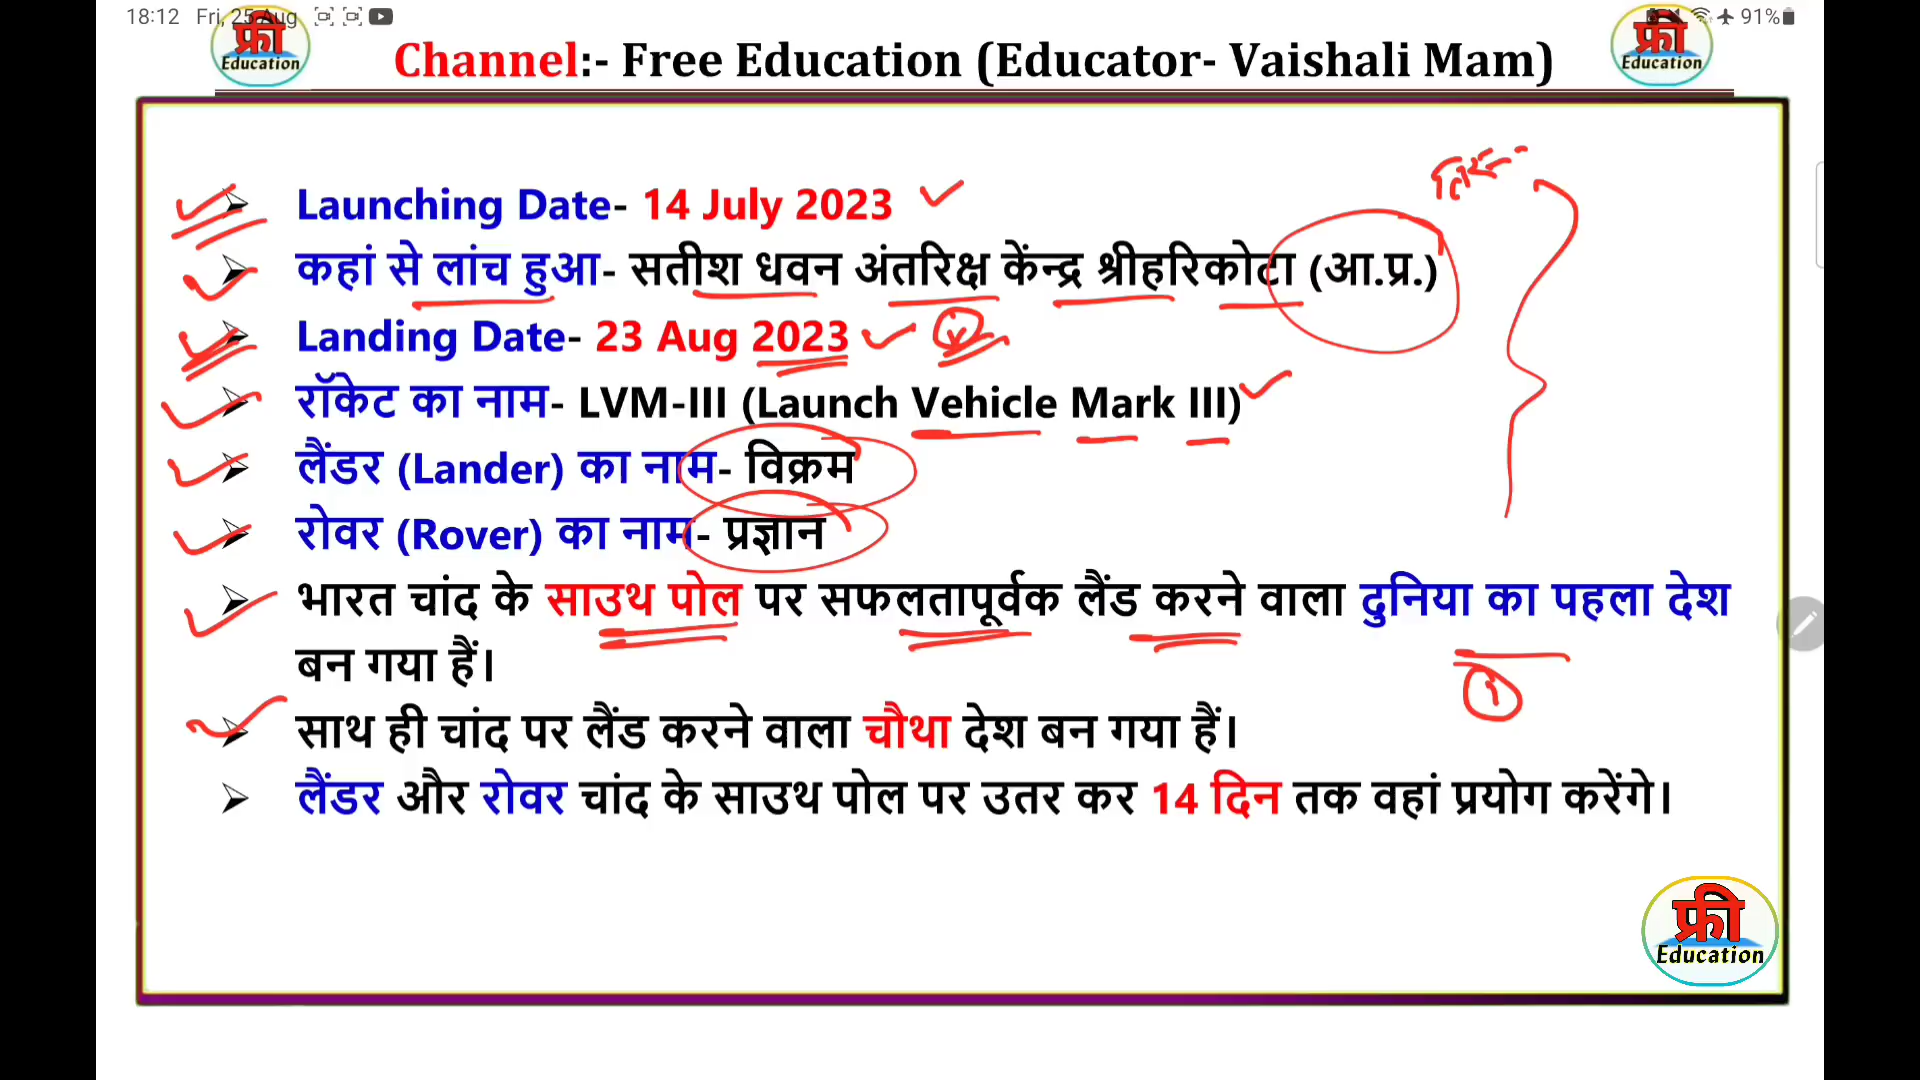 18:12 Fri, 25 Aug
91%
फ्री
Education
Channel:- Free Education (Educator- Vaishali Mam)
फ्री
Education
Launching Date- 14 July 2023
कहां से लांच हुआ- सतीश धवन अंतरिक्ष केंन्द्र श्रीहरिकोटा (आ.प्र.)
Landing Date- 23 Aug 2023
रॉकेट का नाम- LVM-III (Launch Vehicle Mark III)
लैंडर (Lander) का नाम- विक्रम
रोवर (Rover) का नाम- प्रज्ञान
भारत चांद के साउथ पोल पर सफलतापूर्वक लैंड करने वाला दुनिया का पहला देश
बन गया हैं।
1
साथ ही चांद पर लैंड करने वाला चौथा देश बन गया हैं।
लैंडर और रोवर चांद के साउथ पोल पर उतर कर 14 दिन तक वहां प्रयोग करेंगे।
फ्री
Education